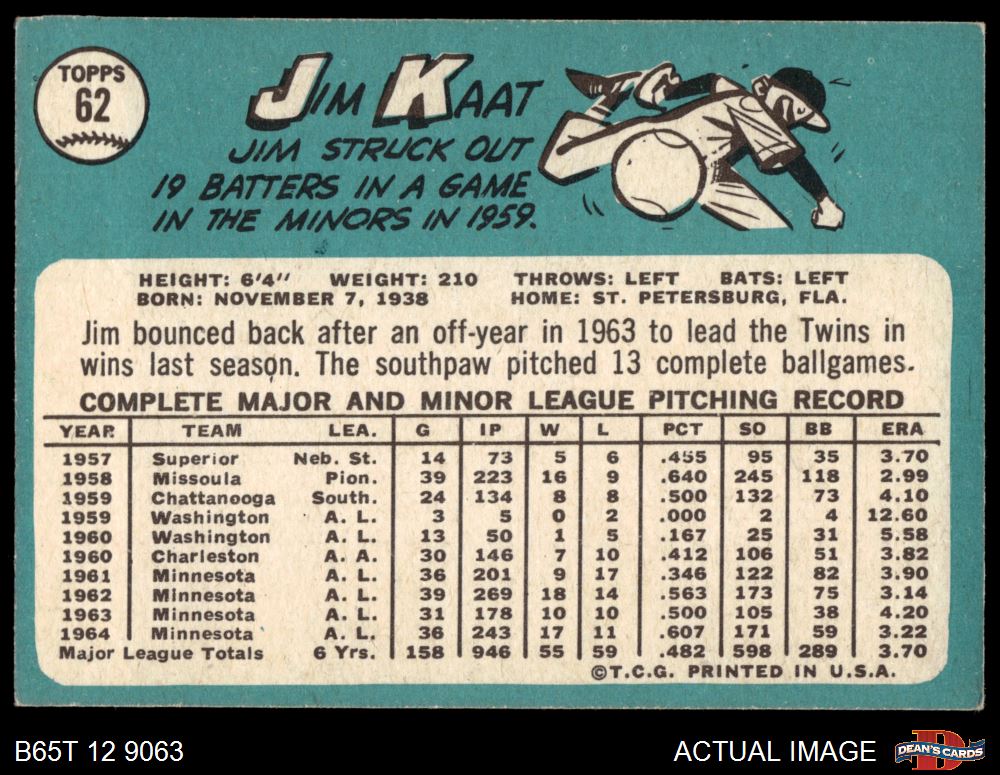 TOPPS
62
JIM KAAT
JIM STRUCK OUT
19 BATTERS IN A GAME
IN THE MINORS IN 1959.
HEIGHT: 6'4" WEIGHT: 210 THROWS: LEFT BATS: LEFT
BORN: NOVEMBER 7, 1938 HOME: ST. PETERSBURG, FLA.
Jim bounced back after an off-year in 1963 to lead the Twins in
wins last season. The southpaw pitched 13 complete ballgames.
COMPLETE MAJOR AND MINOR LEAGUE PITCHING RECORD
YEAR TEAM LEA. G IP W L PCT SO BB ERA
1957 Superior Neb. St. 14 73 5 6 .455 95 35 3.70
1958 Missoula Pion. 39 223 16 9 .640 245 118 2.99
1959 Chattanooga South. 24 134 8 8 .500 132 73 4.10
1959 Washington A. L. 3 5 0 2 .000 2 4 12.60
1960 Washington A. L. 13 50 1 5 .167 25 31 5.58
1960 Charleston A. A. 30 146 7 10 .412 106 51 3.82
1961 Minnesota A. L. 36 201 9 17 .346 122 82 3.90
1962 Minnesota A. L. 39 269 18 14 .563 173 75 3.14
1963 Minnesota A. L. 31 178 10 10 .500 105 38 4.20
1964 Minnesota A. L. 36 243 17 11 .607 171 59 3.22
Major League Totals 6 Yrs. 158 946 55 59 .482 598 289 3.70
©T.C.G. PRINTED IN U.S.A.
B65T 12 9063 ACTUAL IMAGE DEAN'S CARDS